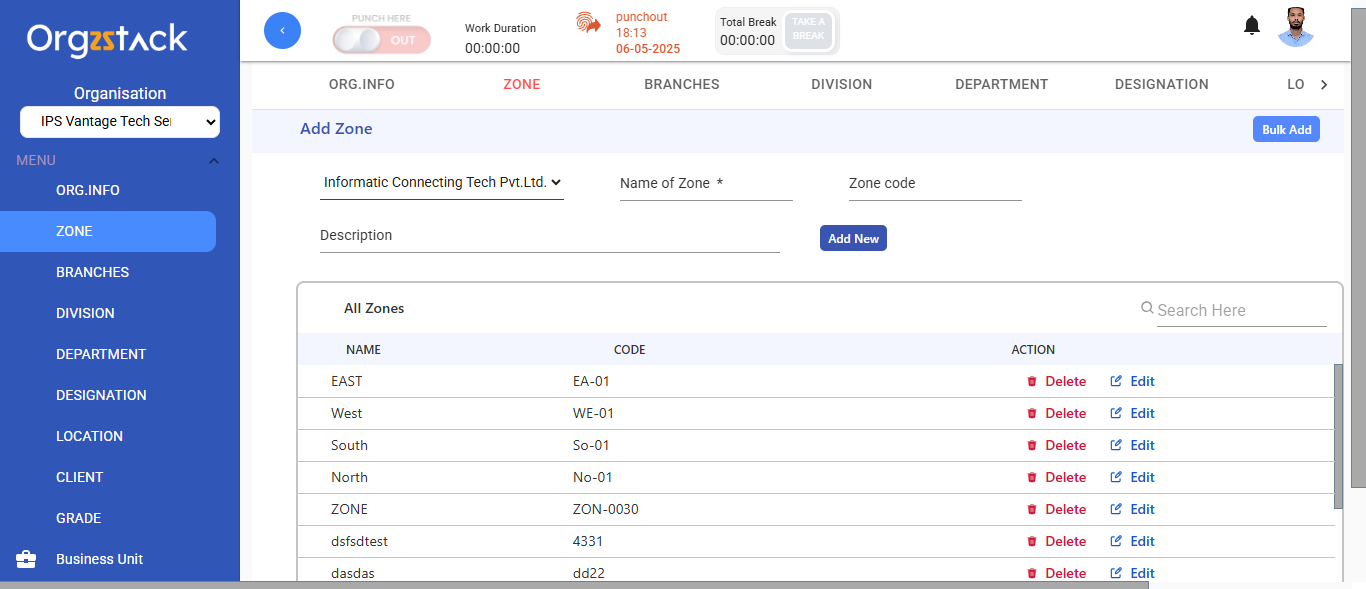 Orgzstack
Organisation
IPS Vantage Tech Ser
MENU
ORG.INFO
ZONE
BRANCHES
DIVISION
DEPARTMENT
DESIGNATION
LOCATION
CLIENT
GRADE
Business Unit
PUNCH HERE
OUT
Work Duration
00:00:00
punchout
18:13
06-05-2025
Total Break
00:00:00
TAKE A
BREAK
ORG.INFO ZONE BRANCHES DIVISION DEPARTMENT DESIGNATION LO
Add Zone
Bulk Add
Informatic Connecting Tech Pvt.Ltd.
Name of Zone *
Zone code
Description
Add New
All Zones
Search Here
NAME CODE ACTION
EAST EA-01 Delete Edit
West WE-01 Delete Edit
South So-01 Delete Edit
North No-01 Delete Edit
ZONE ZON-0030 Delete Edit
dsfsdtest 4331 Delete Edit
dasdas dd22 Delete Edit